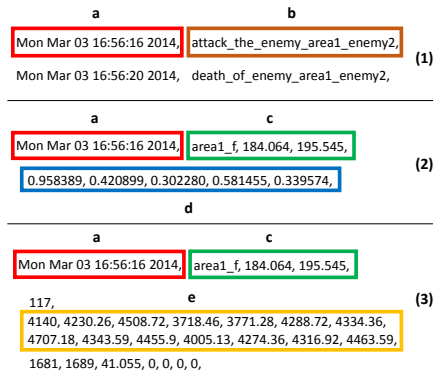 a b
Mon Mar 03 16:56:16 2014, attack_the_enemy_area1_enemy2,
(1)
Mon Mar 03 16:56:20 2014, death_of_enemy_area1_enemy2,
a c
Mon Mar 03 16:56:16 2014, area1_f, 184.064, 195.545,
(2)
0.958389, 0.420899, 0.302280, 0.581455, 0.339574,
d
a c
Mon Mar 03 16:56:16 2014, area1_f, 184.064, 195.545,
117,
e
(3)
4140, 4230.26, 4508.72, 3718.46, 3771.28, 4288.72, 4334.36,
4707.18, 4343.59, 4455.9, 4005.13, 4274.36, 4316.92, 4463.59,
1681, 1689, 41.055, 0, 0, 0, 0,